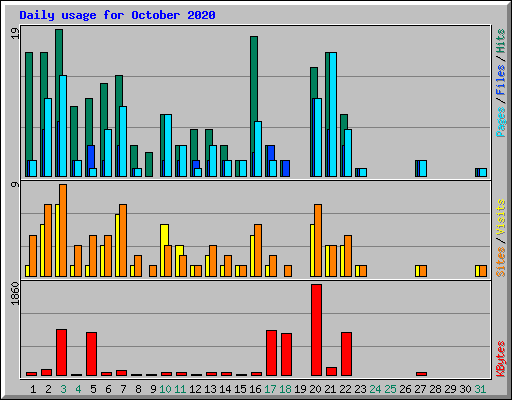 Daily usage for October 2020
19
Pages / Files / Hits
9
Sites / Visits
1860
KBytes
1 2 3 4 5 6 7 8 9 10 11 12 13 14 15 16 17 18 19 20 21 22 23 24 25 26 27 28 29 30 31